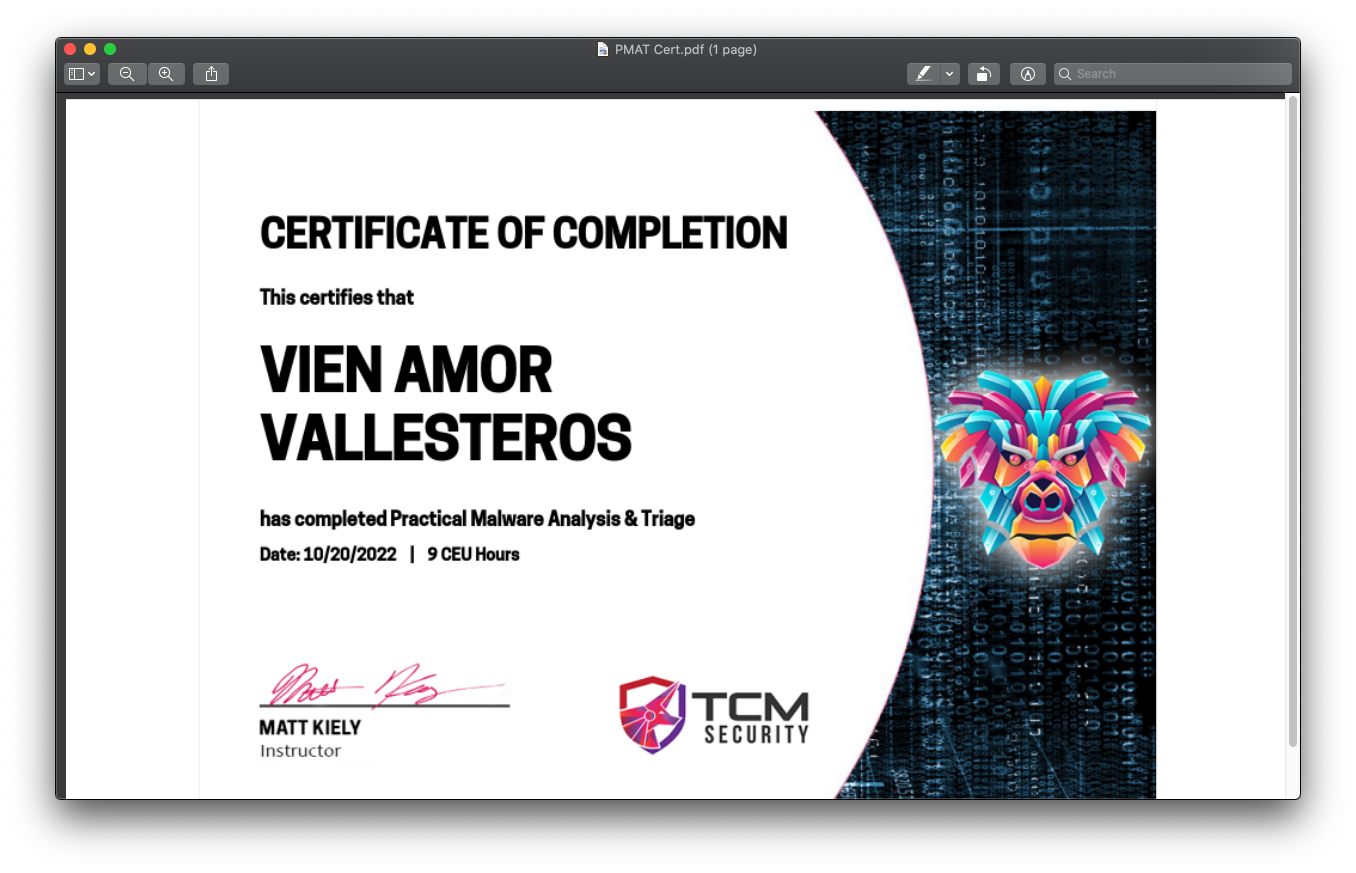 PMAT Cert.pdf (1 page)
Search
CERTIFICATE OF COMPLETION
This certifies that
VIEN AMOR
VALLESTEROS
has completed Practical Malware Analysis & Triage
Date: 10/20/2022 | 9 CEU Hours
MATT KIELY
Instructor
TCM
SECURITY